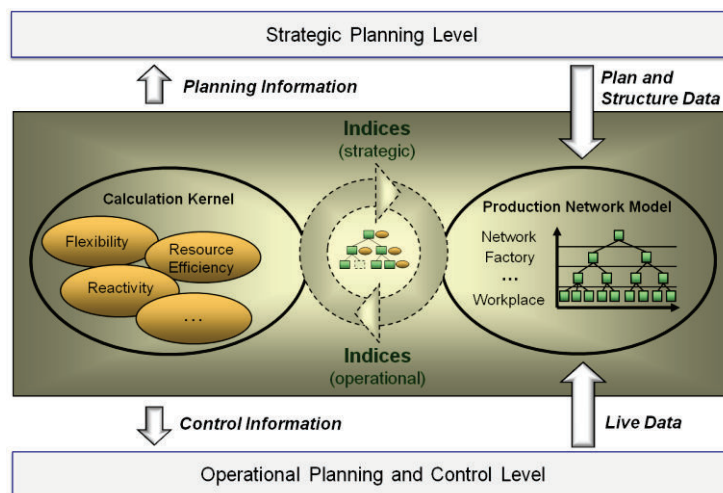 Strategic Planning Level
Planning Information
Plan and
Structure Data
Indices
(strategic)
Calculation Kernel
Flexibility
Resource
Efficiency
Reactivity
...
Production Network Model
Network
Factory
...
Workplace
Indices
(operational)
Control Information
Live Data
Operational Planning and Control Level